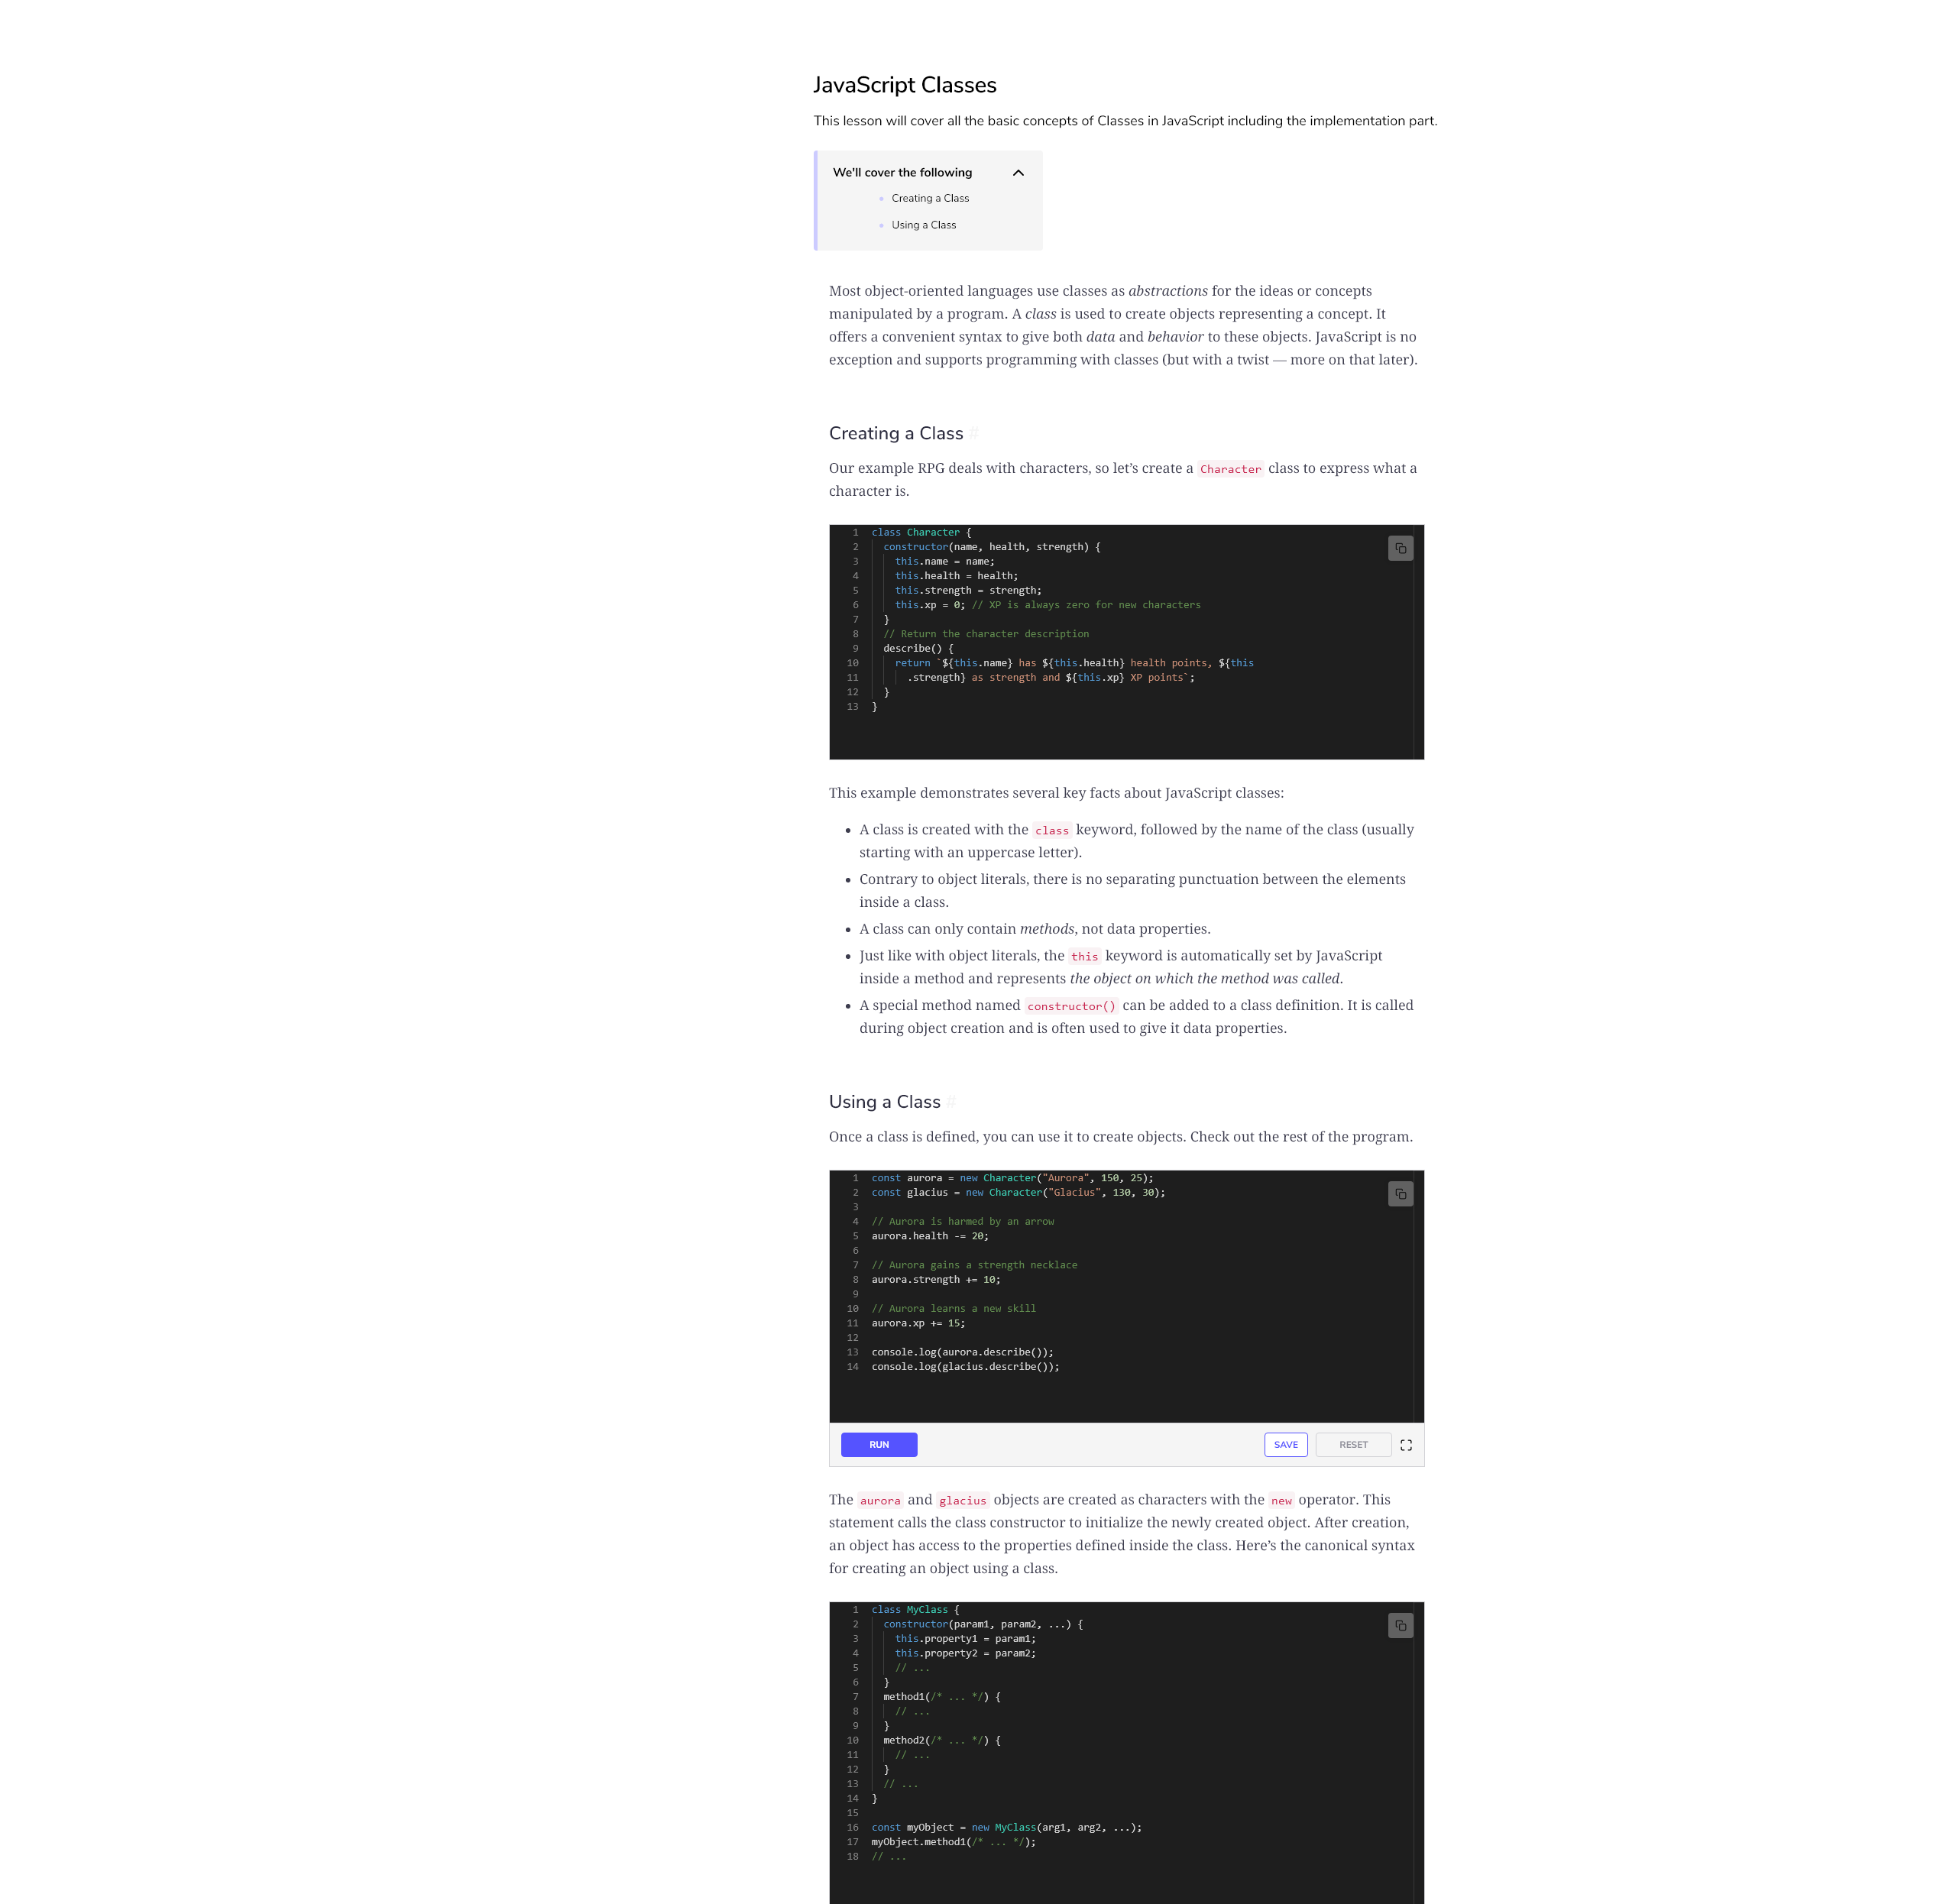 JavaScript Classes
This lesson will cover all the basic concepts of Classes in JavaScript including the implementation part.
We'll cover the following
Creating a Class
Using a Class
Most object-oriented languages use classes as abstractions for the ideas or concepts
manipulated by a program. A class is used to create objects representing a concept. It
offers a convenient syntax to give both data and behavior to these objects. JavaScript is no
exception and supports programming with classes (but with a twist — more on that later).
Creating a Class #
Our example RPG deals with characters, so let’s create a Character class to express what a
character is.
1 class Character {
2 constructor(name, health, strength) {
3 this.name = name;
4 this.health = health;
5 this.strength = strength;
6 this.xp = 0; // XP is always zero for new characters
7 }
8 // Return the character description
9 describe() {
10 return `${this.name} has ${this.health} health points, ${this
11 .strength} as strength and ${this.xp} XP points`;
12 }
13 }
This example demonstrates several key facts about JavaScript classes:
• A class is created with the class keyword, followed by the name of the class (usually
starting with an uppercase letter).
• Contrary to object literals, there is no separating punctuation between the elements
inside a class.
• A class can only contain methods, not data properties.
• Just like with object literals, the this keyword is automatically set by JavaScript
inside a method and represents the object on which the method was called.
• A special method named constructor() can be added to a class definition. It is called
during object creation and is often used to give it data properties.
Using a Class #
Once a class is defined, you can use it to create objects. Check out the rest of the program.
1 const aurora = new Character("Aurora", 150, 25);
2 const glacius = new Character("Glacius", 130, 30);
3
4 // Aurora is harmed by an arrow
5 aurora.health -= 20;
6
7 // Aurora gains a strength necklace
8 aurora.strength += 10;
9
10 // Aurora learns a new skill
11 aurora.xp += 15;
12
13 console.log(aurora.describe());
14 console.log(glacius.describe());
RUN SAVE RESET
The aurora and glacius objects are created as characters with the new operator. This
statement calls the class constructor to initialize the newly created object. After creation,
an object has access to the properties defined inside the class. Here’s the canonical syntax
for creating an object using a class.
1 class MyClass {
2 constructor(param1, param2, ...) {
3 this.property1 = param1;
4 this.property2 = param2;
5 // ...
6 }
7 method1(/* ... */) {
8 // ...
9 }
10 method2(/* ... */) {
11 // ...
12 }
13 // ...
14 }
15
16 const myObject = new MyClass(arg1, arg2, ...);
17 myObject.method1(/* ... */);
18 // ...